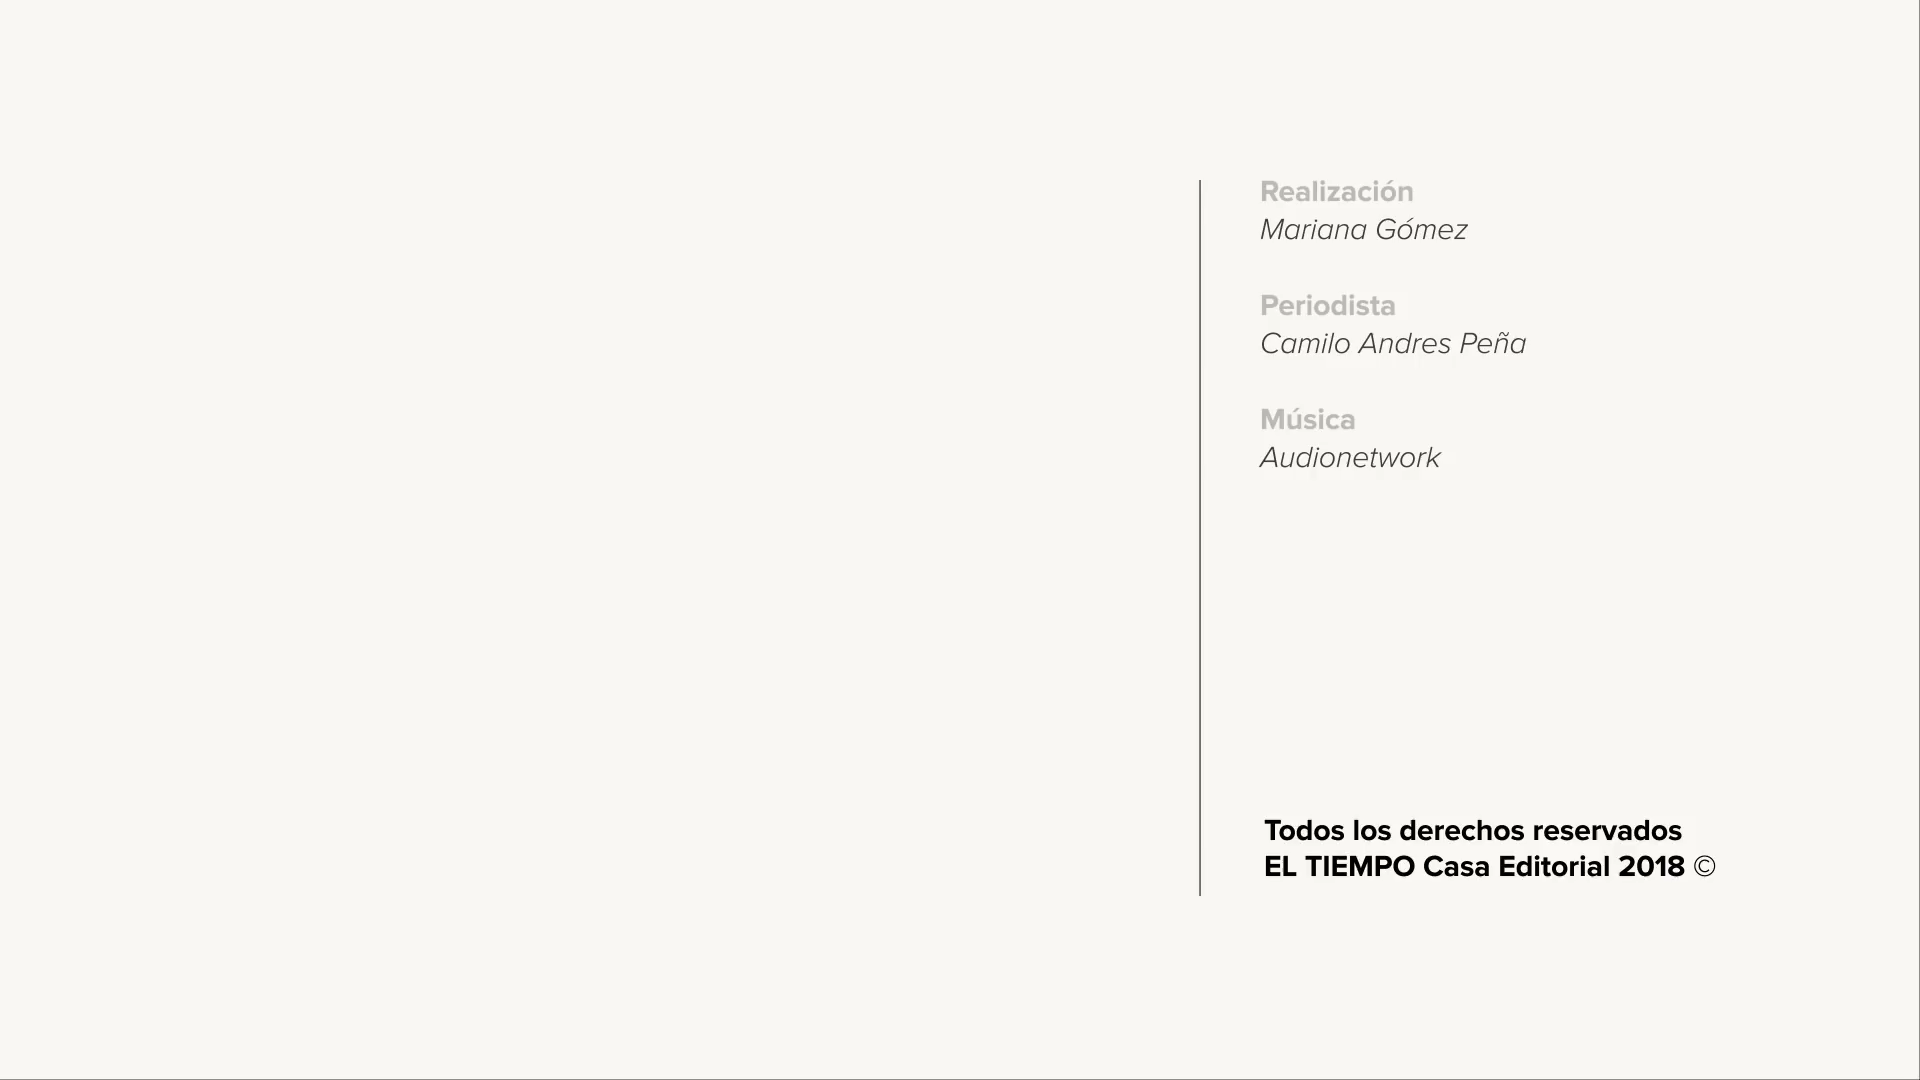 Realización
Mariana Gómez
Periodista
Camilo Andres Peña
Música
Audionetwork
Todos los derechos reservados
EL TIEMPO Casa Editorial 2018 ©